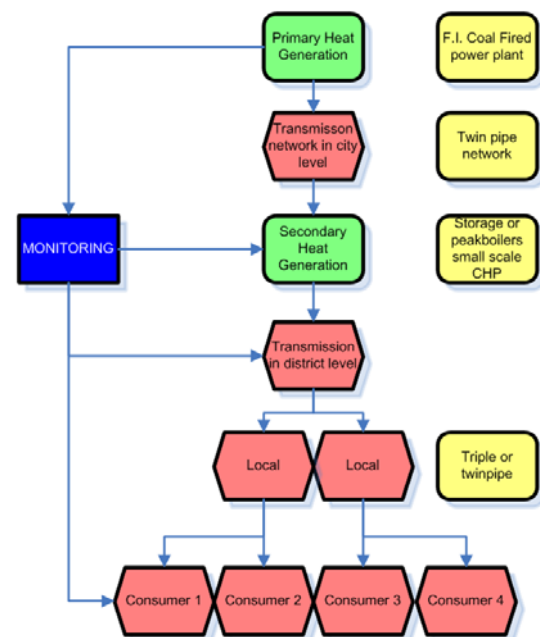 Primary Heat
Generation
F.I. Coal Fired
power plant
Transmisson
network in city
level
Twin pipe
network
MONITORING
Secondary
Heat
Generation
Storage or
peakboilers
small scale
CHP
Transmission
in district level
Local
Local
Triple or
twinpipe
Consumer 1
Consumer 2
Consumer 3
Consumer 4